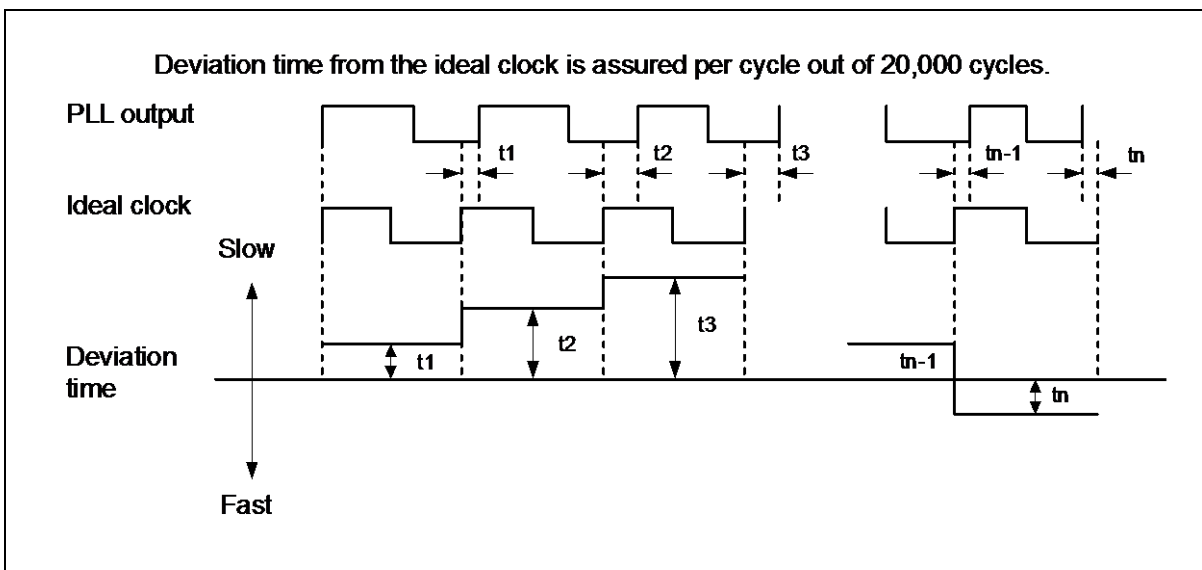 Deviation time from the ideal clock is assured per cycle out of 20,000 cycles.
PLL output
t1
t2
t3
tn-1
tn
Ideal clock
Slow
Deviation
time
t1
t2
t3
tn-1
tn
Fast